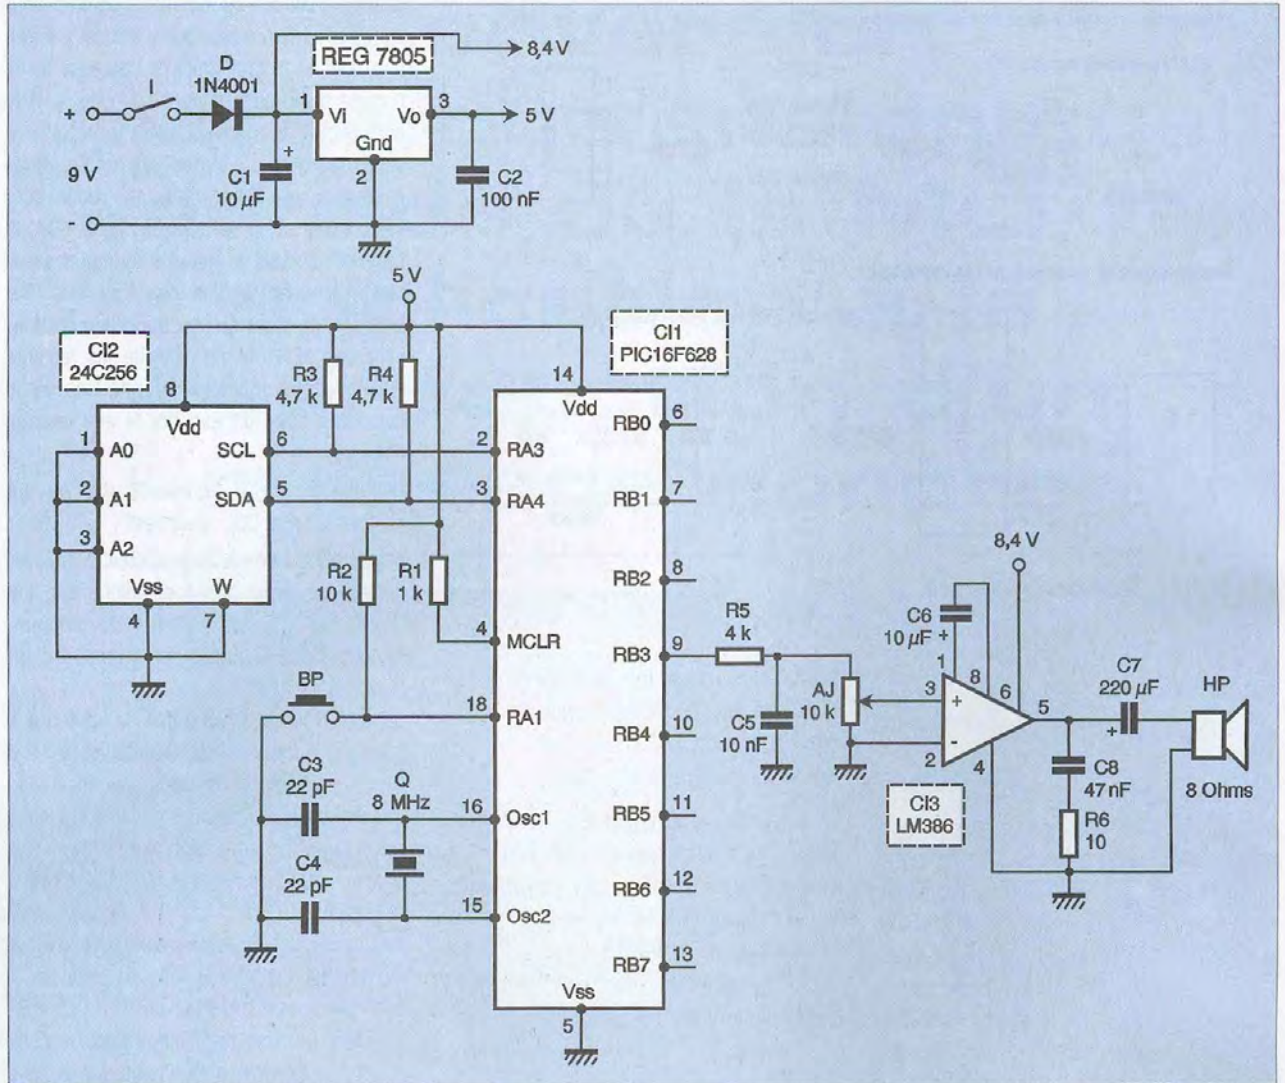 REG 7805
8,4 V
D
1N4001
I
+
1
Vi
Vo
3
5 V
Gnd
2
9 V
-
C1
10 µF
+
C2
100 nF
5 V
CI2
24C256
8
Vdd
1
A0
2
A1
3
A2
SCL
6
SDA
5
Vss
W
4
7
R3
4,7 k
R4
4,7 k
R2
10 k
R1
1 k
BP
C3
22 pF
C4
22 pF
Q
8 MHz
CI1
PIC16F628
14
Vdd
2
RA3
3
RA4
4
MCLR
18
RA1
16
Osc1
15
Osc2
Vss
5
RB0
6
RB1
7
RB2
8
RB3
9
RB4
10
RB5
11
RB6
12
RB7
13
R5
4 k
C5
10 nF
AJ
10 k
8,4 V
C6
10 µF
+
1
8
6
3
+
-
2
4
5
CI3
LM386
C7
220 µF
+
HP
8 Ohms
C8
47 nF
R6
10